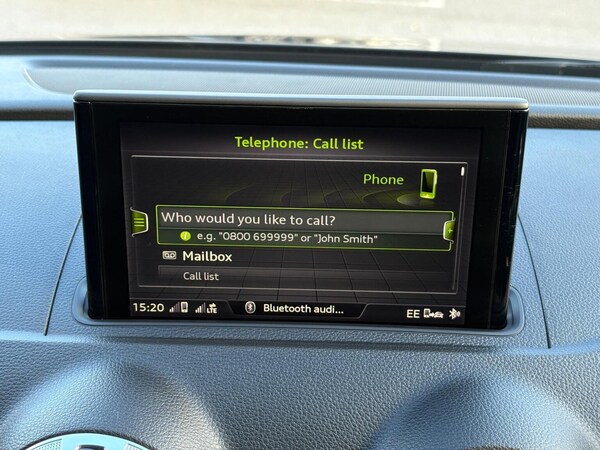 Telephone: Call list
Phone
Who would you like to call?
e.g. "0800 699999" or "John Smith"
Mailbox
Call list
15:20 LTE Bluetooth audi... EE